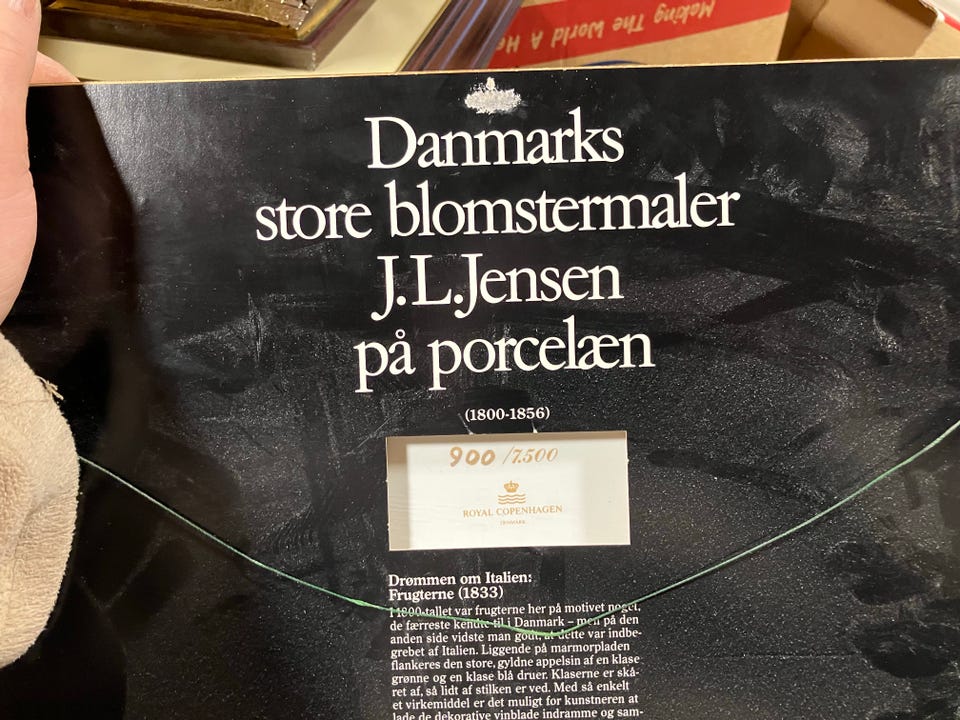 Making The World A He
Danmarks
store blomstermaler
J.L.Jensen
på porcelæn
(1800-1856)
900/7.500
ROYAL COPENHAGEN
DENMARK
Drømmen om Italien:
Frugterne (1833)
I 1800-tallet var frugterne her på motivet noget,
de færreste kendte til i Danmark – men på den
anden side vidste man godt, at dette var indbe-
grebet af Italien. Liggende på marmorpladen
flankeres den store, gyldne appelsin af en klase
grønne og en klase blå druer. Klaserne er skå-
ret af, så lidt af stilken er ved. Med så enkelt
et virkemiddel er det muligt for kunstneren at
lade de dekorative vinblade indramme og sam-